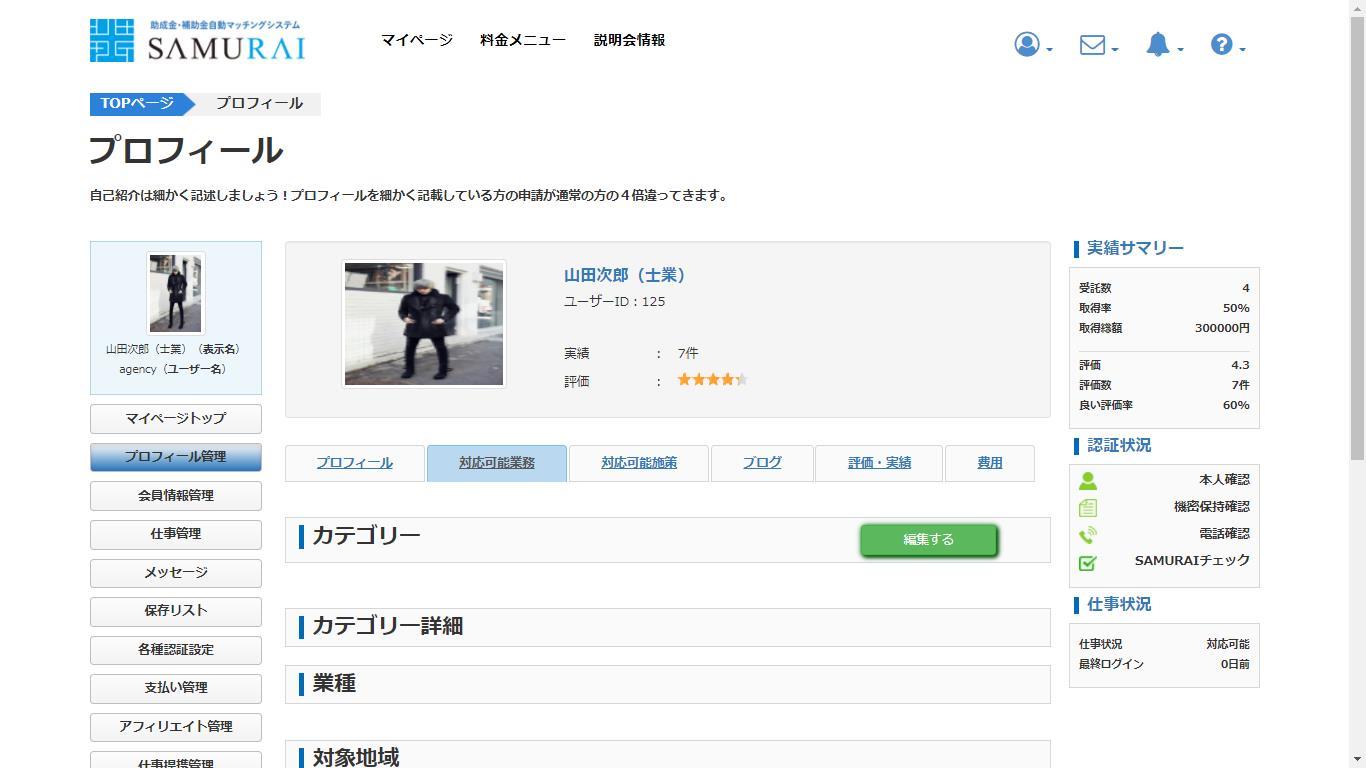 助成金・補助金自動マッチングシステム
SAMURAI
マイページ 料金メニュー 説明会情報
TOPページ プロフィール
プロフィール
自己紹介は細かく記述しましょう！プロフィールを細かく記載している方の申請が通常の方の４倍違ってきます。
山田次郎（士業）（表示名）
agency（ユーザー名）
マイページトップ
プロフィール管理
会員情報管理
仕事管理
メッセージ
保存リスト
各種認証設定
支払い管理
アフィリエイト管理
仕事提携管理
山田次郎（士業）
ユーザーID：125
実績 ： 7件
評価 ：
プロフィール 対応可能業務 対応可能施策 ブログ 評価・実績 費用
カテゴリー 編集する
カテゴリー詳細
業種
対象地域
実績サマリー
受託数 4
取得率 50%
取得総額 300000円
評価 4.3
評価数 7件
良い評価率 60%
認証状況
本人確認
機密保持確認
電話確認
SAMURAIチェック
仕事状況
仕事状況 対応可能
最終ログイン 0日前